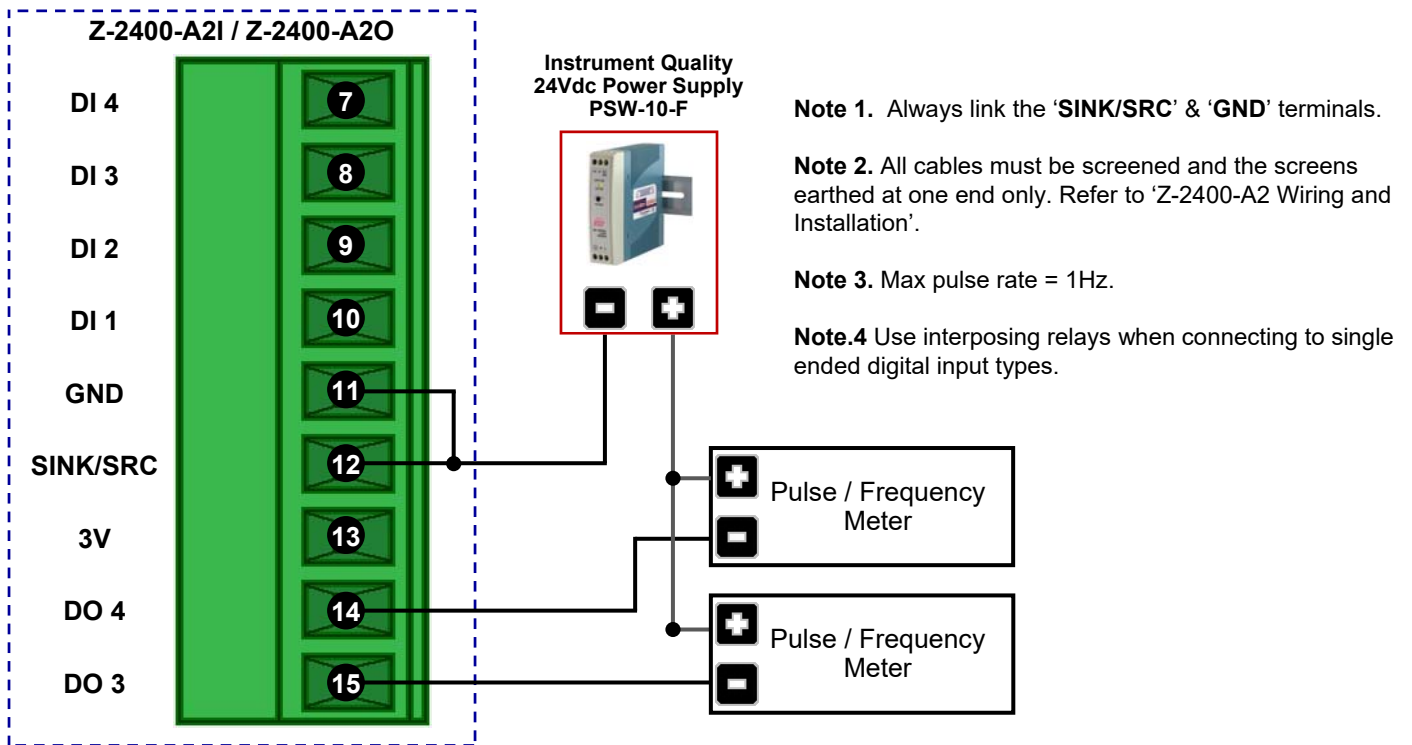 Z-2400-A2I / Z-2400-A2O
DI 4
7
DI 3
8
DI 2
9
DI 1
10
GND
11
SINK/SRC
12
3V
13
DO 4
14
DO 3
15
Instrument Quality
24Vdc Power Supply
PSW-10-F
Note 1. Always link the ‘SINK/SRC’ & ‘GND’ terminals.
Note 2. All cables must be screened and the screens
earthed at one end only. Refer to ‘Z-2400-A2 Wiring and
Installation’.
Note 3. Max pulse rate = 1Hz.
Note.4 Use interposing relays when connecting to single
ended digital input types.
Pulse / Frequency
Meter
Pulse / Frequency
Meter